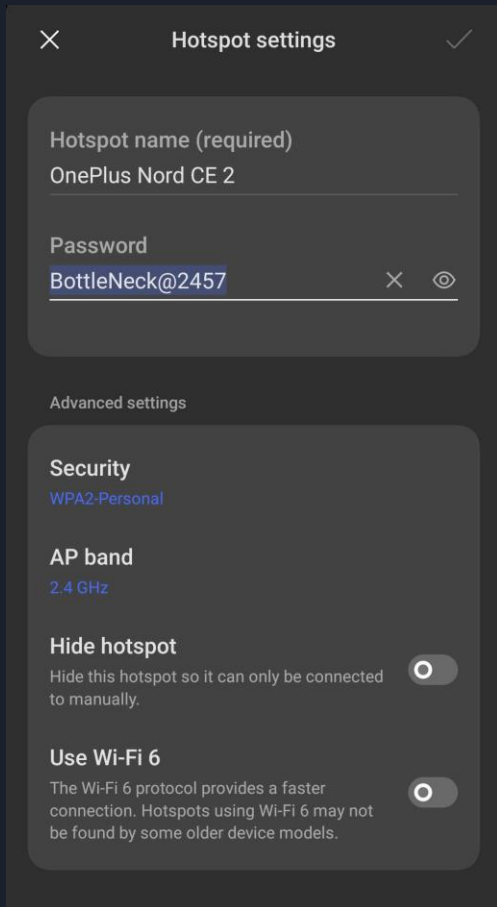 Hotspot settings
Hotspot name (required)
OnePlus Nord CE 2
Password
BottleNeck@2457
Advanced settings
Security
WPA2-Personal
AP band
2.4 GHz
Hide hotspot
Hide this hotspot so it can only be connected
to manually.
Use Wi-Fi 6
The Wi-Fi 6 protocol provides a faster
connection. Hotspots using Wi-Fi 6 may not
be found by some older device models.